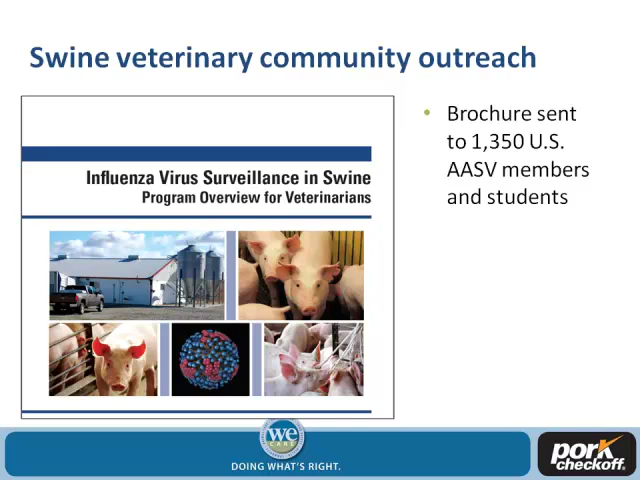 Swine veterinary community outreach
Influenza Virus Surveillance in Swine
Program Overview for Veterinarians
• Brochure sent
to 1,350 U.S.
AASV members
and students
we
CARE
DOING WHAT'S RIGHT.
pork
checkoff.